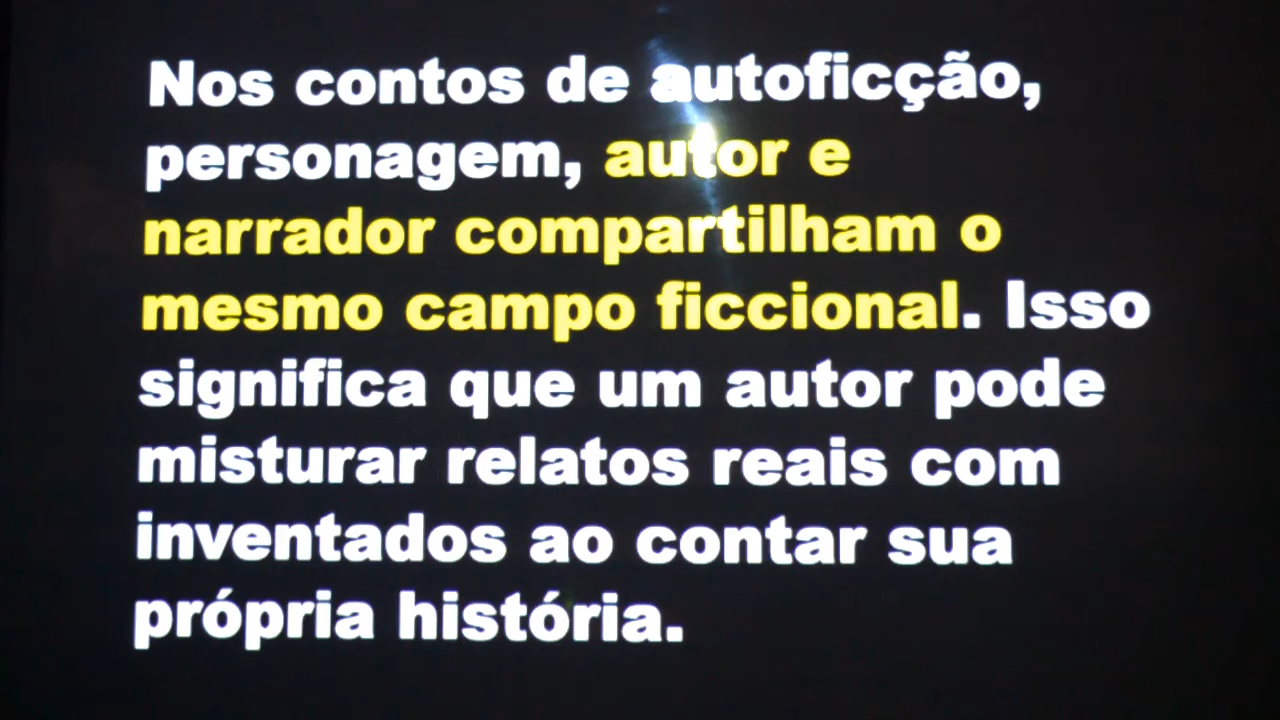 Nos contos de autoficção,
personagem, autor e
narrador compartilham o
mesmo campo ficcional. Isso
significa que um autor pode
misturar relatos reais com
inventados ao contar sua
própria história.